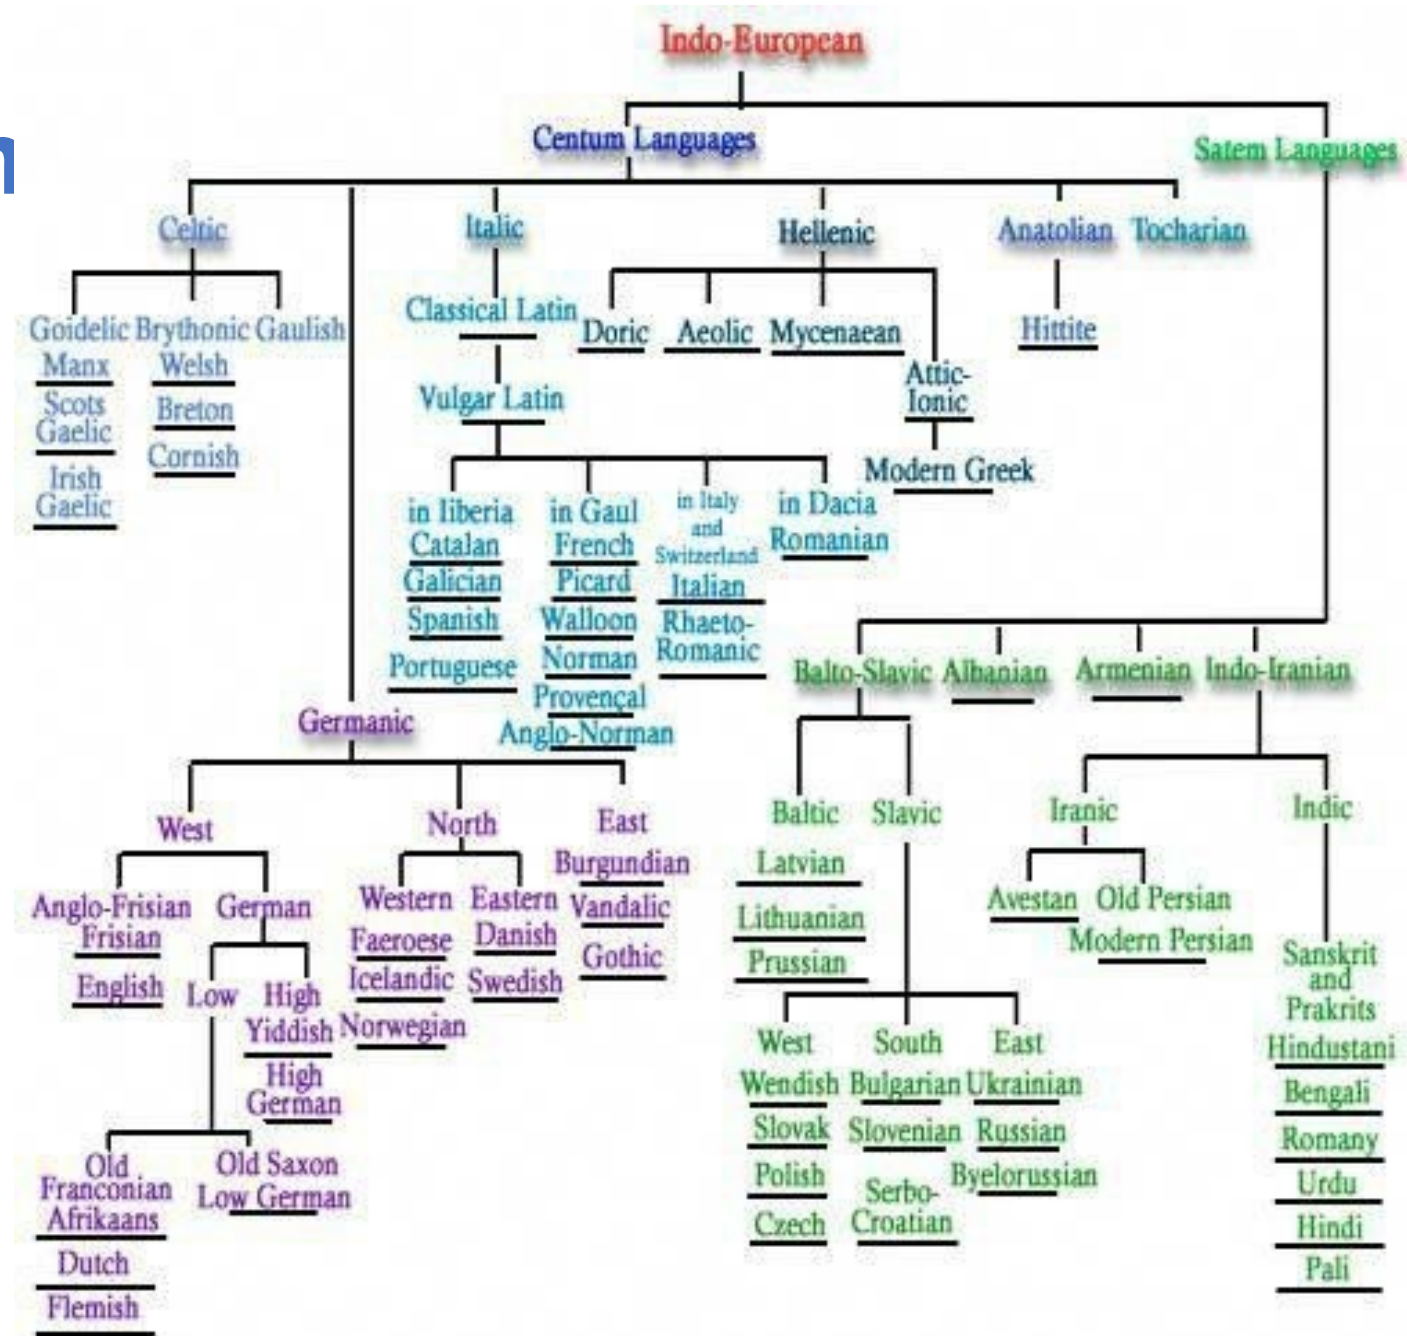 Indo-European
Centum Languages
Satem Languages
Celtic
Italic
Hellenic
Anatolian
Tocharian
Goidelic
Manx
Scots
Gaelic
Irish
Gaelic
Brythonic
Welsh
Breton
Cornish
Gaulish
Classical Latin
Vulgar Latin
in Iiberia
Catalan
Galician
Spanish
Portuguese
in Gaul
French
Picard
Walloon
Norman
Provençal
Anglo-Norman
in Italy
and
Switzerland
Italian
Rhaeto-
Romanic
in Dacia
Romanian
Doric
Aeolic
Mycenaean
Attic-
Ionic
Modern Greek
Hittite
Germanic
West
Anglo-Frisian
Frisian
English
German
Low
High
Yiddish
High
German
Old
Franconian
Afrikaans
Dutch
Flemish
Old Saxon
Low German
North
Western
Faeroese
Icelandic
Norwegian
Eastern
Danish
Swedish
East
Burgundian
Vandalic
Gothic
Balto-Slavic
Albanian
Armenian
Indo-Iranian
Baltic
Latvian
Lithuanian
Prussian
Slavic
West
Wendish
Slovak
Polish
Czech
South
Bulgarian
Slovenian
Serbo-
Croatian
East
Ukrainian
Russian
Byelorussian
Iranic
Avestan
Old Persian
Modern Persian
Indic
Sanskrit
and
Prakrits
Hindustani
Bengali
Romany
Urdu
Hindi
Pali